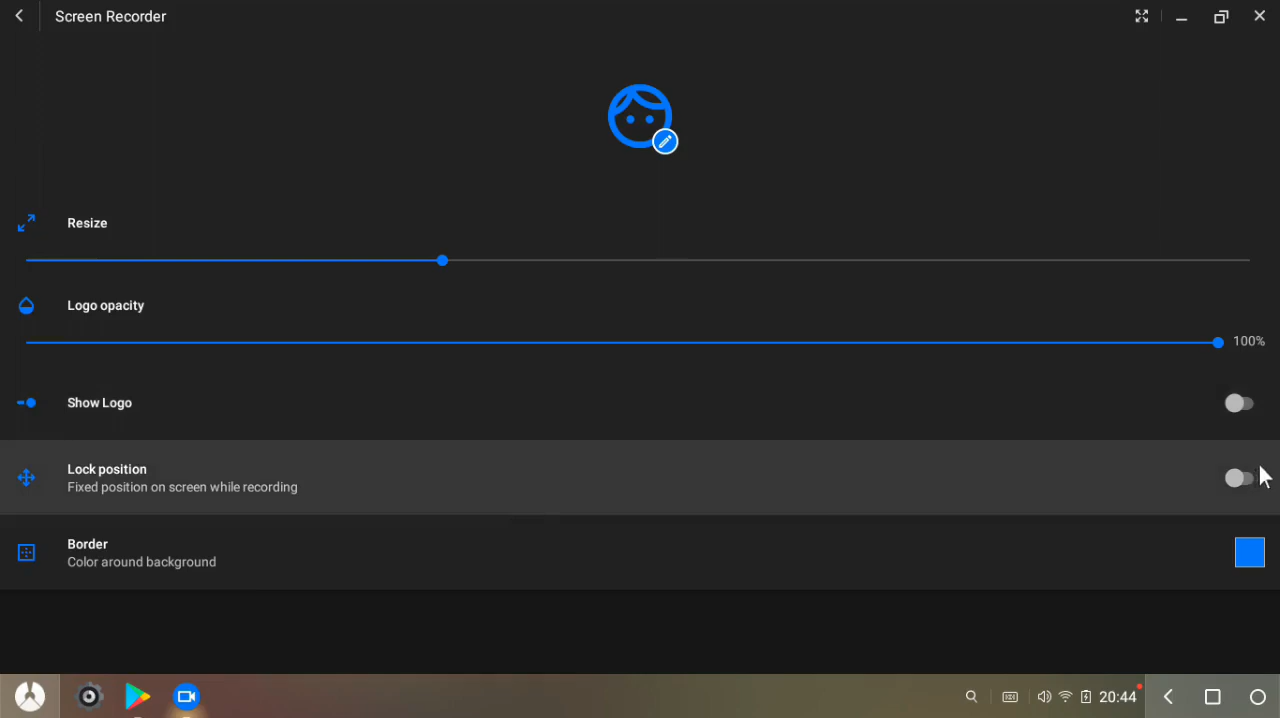 Screen Recorder
Resize
Logo opacity
100%
Show Logo
Lock position
Fixed position on screen while recording
Border
Color around background
20:44